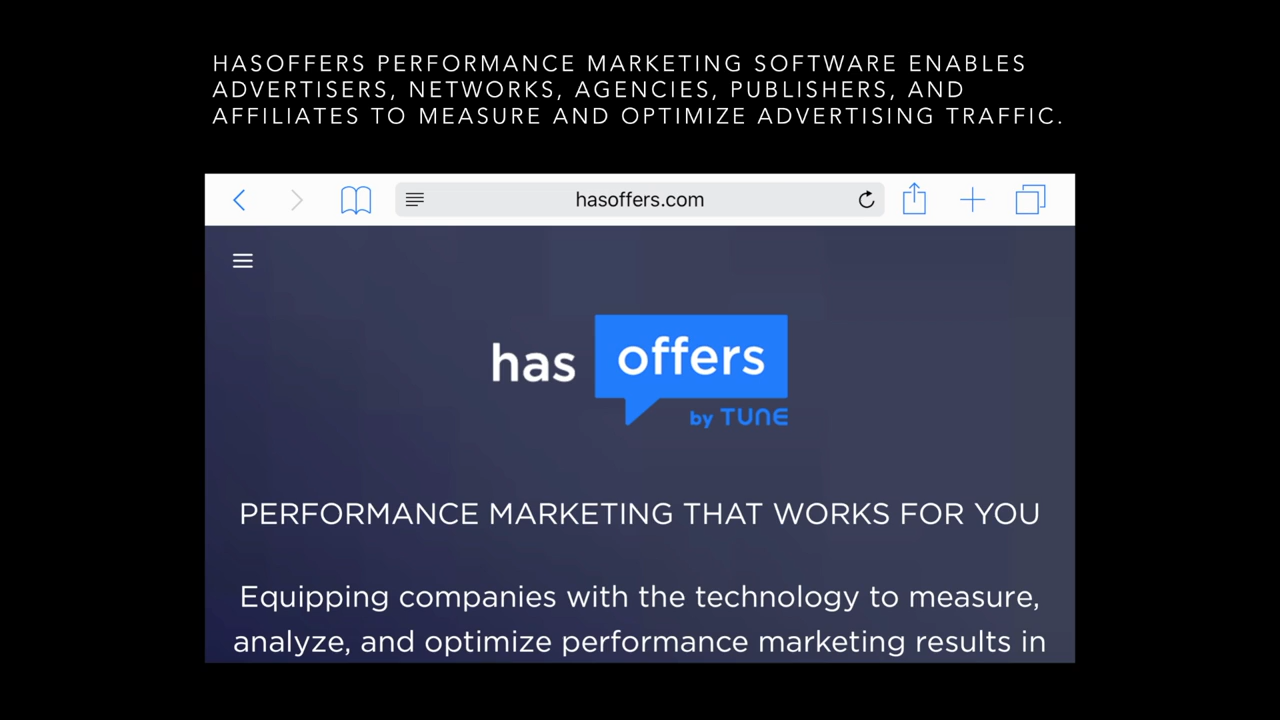 HASOFFERS PERFORMANCE MARKETING SOFTWARE ENABLES
ADVERTISERS, NETWORKS, AGENCIES, PUBLISHERS, AND
AFFILIATES TO MEASURE AND OPTIMIZE ADVERTISING TRAFFIC.
hasoffers.com
has offers
by TUNE
PERFORMANCE MARKETING THAT WORKS FOR YOU
Equipping companies with the technology to measure,
analyze, and optimize performance marketing results in